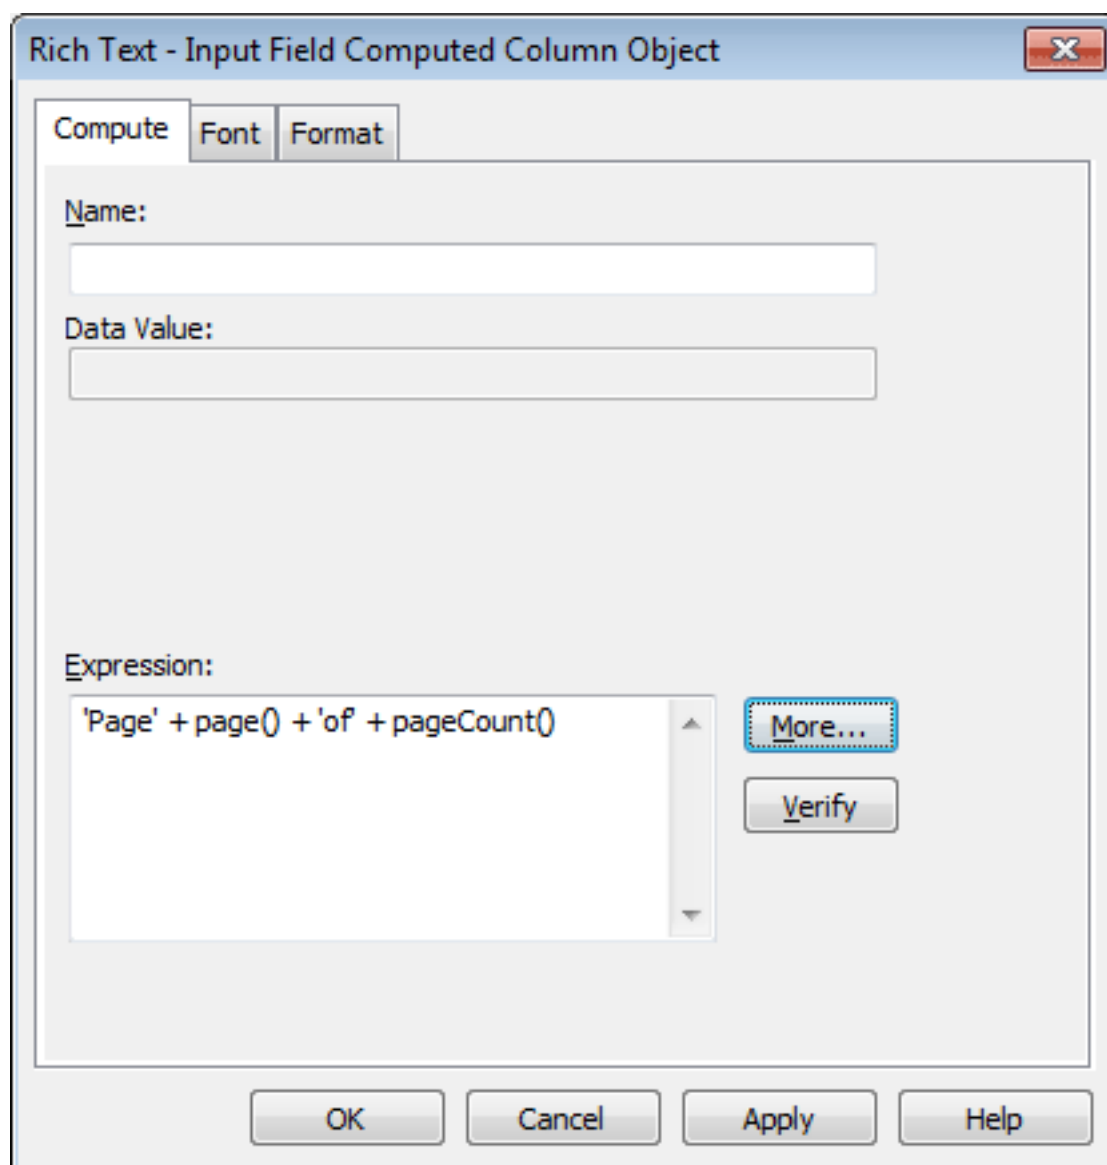 Rich Text - Input Field Computed Column Object
Compute Font Format
Name:
Data Value:
Expression:
'Page' + page() + 'of' + pageCount()
More...
Verify
OK Cancel Apply Help